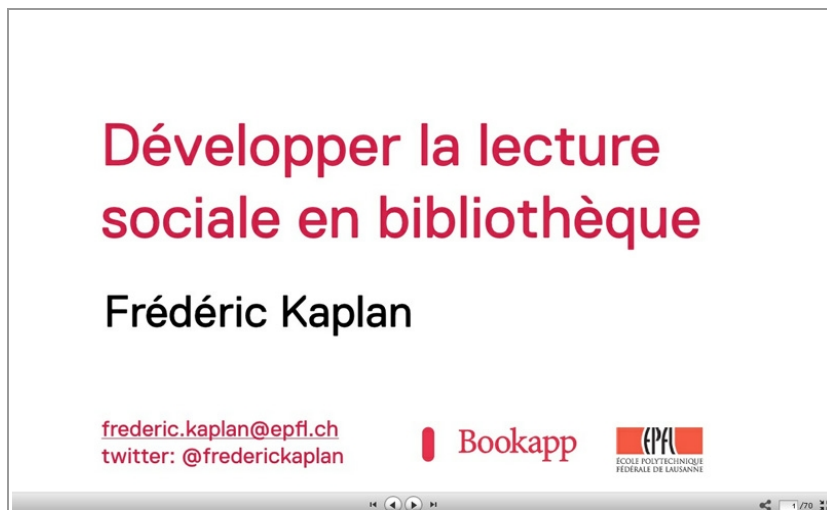 Développer la lecture
sociale en bibliothèque
Frédéric Kaplan
frederic.kaplan@epfl.ch
twitter: @frederickaplan
Bookapp
EPFL
ÉCOLE POLYTECHNIQUE
FÉDÉRALE DE LAUSANNE
1 /70